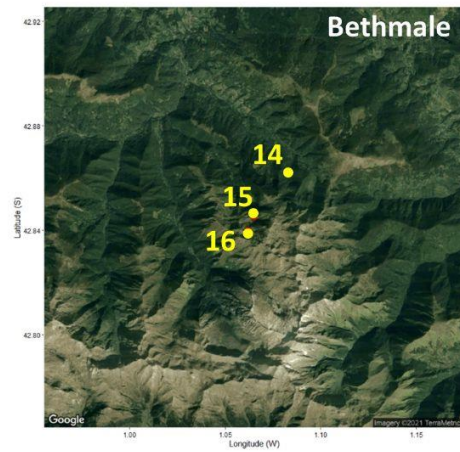 Bethmale
42.92
42.88
42.84
42.80
Latitude (S)
14
15
16
Google
Imagery ©2021 TerraMetrics
1.00
1.05
1.10
1.15
Longitude (W)